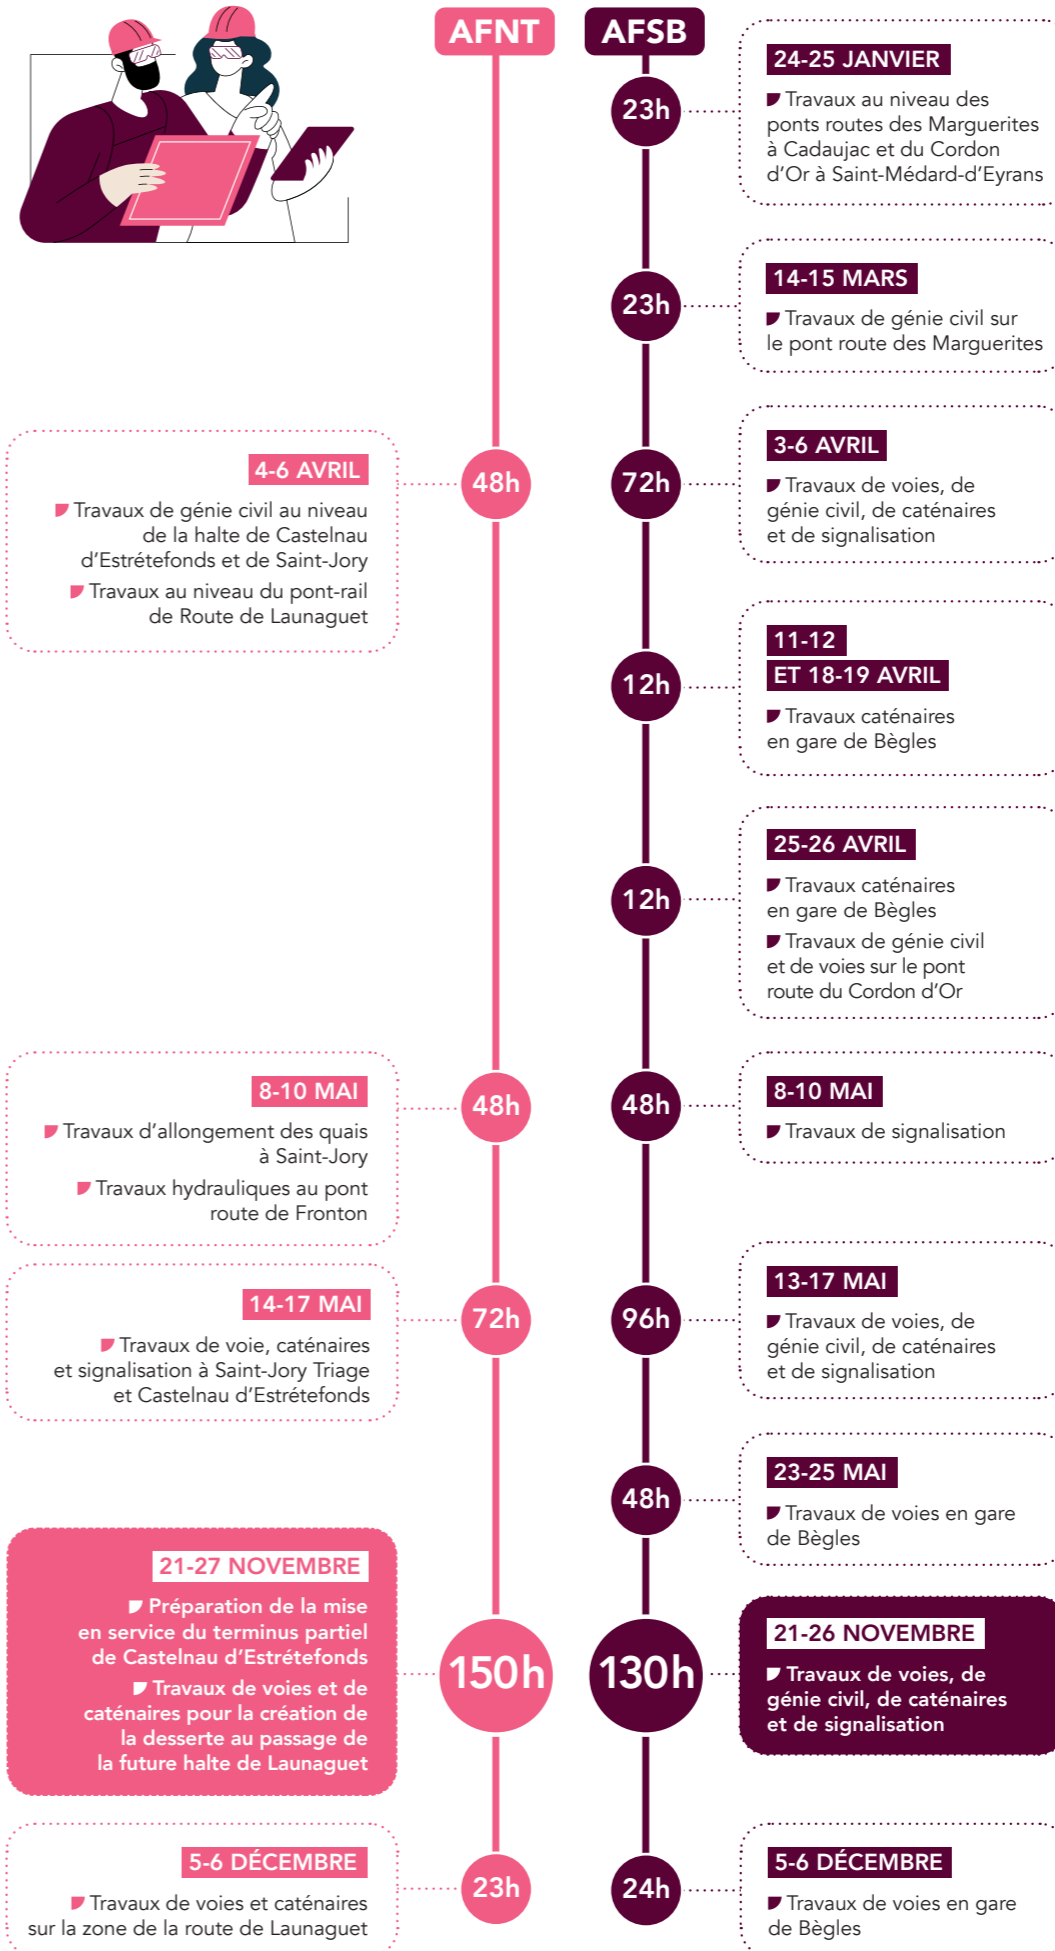 AFNT
AFSB
23h
24-25 JANVIER
Travaux au niveau des
ponts routes des Marguerites
à Cadaujac et du Cordon
d’Or à Saint-Médard-d’Eyrans
23h
14-15 MARS
Travaux de génie civil sur
le pont route des Marguerites
4-6 AVRIL
Travaux de génie civil au niveau
de la halte de Castelnau
d’Estrétefonds et de Saint-Jory
Travaux au niveau du pont-rail
de Route de Launaguet
48h
72h
3-6 AVRIL
Travaux de voies, de
génie civil, de caténaires
et de signalisation
12h
11-12
ET 18-19 AVRIL
Travaux caténaires
en gare de Bègles
12h
25-26 AVRIL
Travaux caténaires
en gare de Bègles
Travaux de génie civil
et de voies sur le pont
route du Cordon d’Or
8-10 MAI
Travaux d’allongement des quais
à Saint-Jory
Travaux hydrauliques au pont
route de Fronton
48h
48h
8-10 MAI
Travaux de signalisation
14-17 MAI
Travaux de voie, caténaires
et signalisation à Saint-Jory Triage
et Castelnau d’Estrétefonds
72h
96h
13-17 MAI
Travaux de voies, de
génie civil, de caténaires
et de signalisation
48h
23-25 MAI
Travaux de voies en gare
de Bègles
21-27 NOVEMBRE
Préparation de la mise
en service du terminus partiel
de Castelnau d’Estrétefonds
Travaux de voies et de
caténaires pour la création de
la desserte au passage de
la future halte de Launaguet
150h
130h
21-26 NOVEMBRE
Travaux de voies, de
génie civil, de caténaires
et de signalisation
5-6 DÉCEMBRE
Travaux de voies et caténaires
sur la zone de la route de Launaguet
23h
24h
5-6 DÉCEMBRE
Travaux de voies en gare
de Bègles